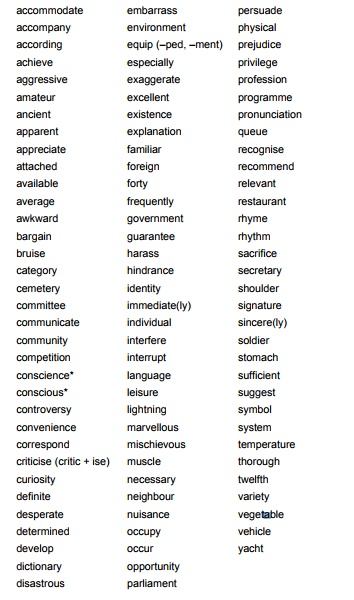 accommodate
accompany
according
achieve
aggressive
amateur
ancient
apparent
appreciate
attached
available
average
awkward
bargain
bruise
category
cemetery
committee
communicate
community
competition
conscience*
conscious*
controversy
convenience
correspond
criticise (critic + ise)
curiosity
definite
desperate
determined
develop
dictionary
disastrous
embarrass
environment
equip (–ped, –ment)
especially
exaggerate
excellent
existence
explanation
familiar
foreign
forty
frequently
government
guarantee
harass
hindrance
identity
immediate(ly)
individual
interfere
interrupt
language
leisure
lightning
marvellous
mischievous
muscle
necessary
neighbour
nuisance
occupy
occur
opportunity
parliament
persuade
physical
prejudice
privilege
profession
programme
pronunciation
queue
recognise
recommend
relevant
restaurant
rhyme
rhythm
sacrifice
secretary
shoulder
signature
sincere(ly)
soldier
stomach
sufficient
suggest
symbol
system
temperature
thorough
twelfth
variety
vegetable
vehicle
yacht